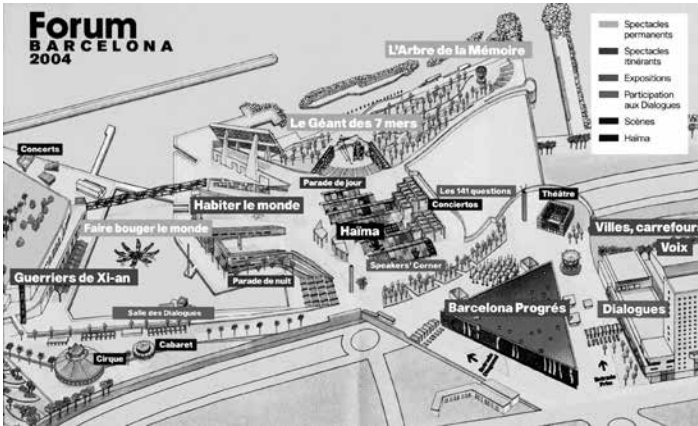 Forum
BARCELONA
2004
L'Arbre de la Mémoire
Spectacles
permanents
Spectacles
itinérants
Expositions
Participation
aux Dialogues
Scènes
Haïma
Le Géant des 7 mers
Concerts
Parade de jour
Habiter le monde
Les 141 questions
Théâtre
Conciertos
Faire bouger le monde
Haïma
Villes, carrefour
Voix
Guerriers de Xi-an
Speakers' Corner
Parade de nuit
Salle des Dialogues
Barcelona Progrés
Dialogues
Cabaret
Cirque